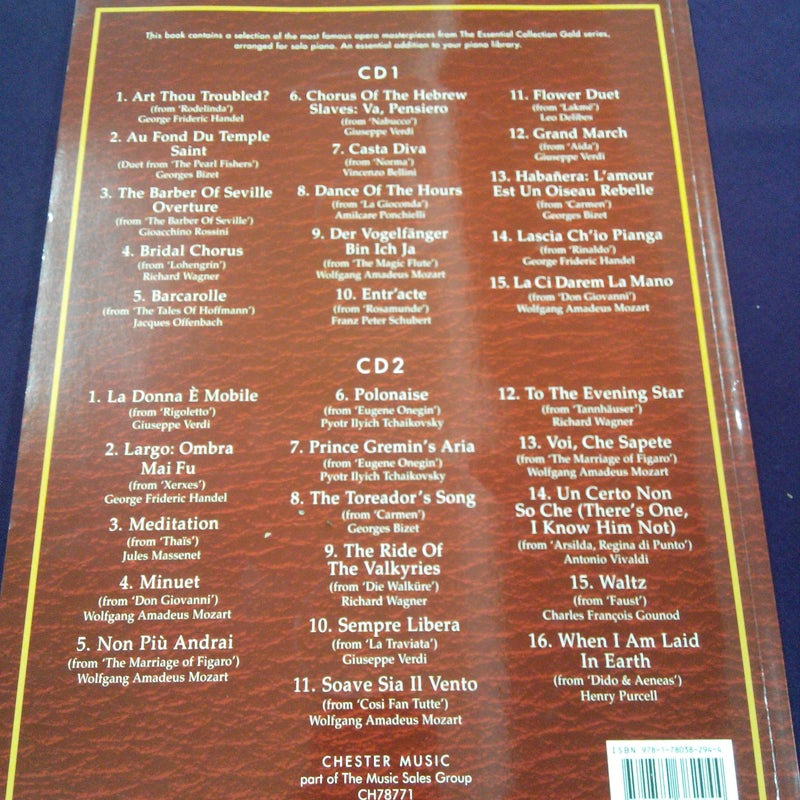 This book contains a selection of the most famous opera masterpieces from The Essential Collection Gold series,
arranged for solo piano. An essential addition to your piano library.
CD1
1. Art Thou Troubled?
(from 'Rodelinda')
George Frideric Handel
2. Au Fond Du Temple
Saint
(Duet from 'The Pearl Fishers')
Georges Bizet
3. The Barber Of Seville
Overture
(from 'The Barber Of Seville')
Gioacchino Rossini
4. Bridal Chorus
(from 'Lohengrin')
Richard Wagner
5. Barcarolle
(from 'The Tales Of Hoffmann')
Jacques Offenbach
6. Chorus Of The Hebrew
Slaves: Va, Pensiero
(from 'Nabucco')
Giuseppe Verdi
7. Casta Diva
(from 'Norma')
Vincenzo Bellini
8. Dance Of The Hours
(from 'La Gioconda')
Amilcare Ponchielli
9. Der Vogelfänger
Bin Ich Ja
(from 'The Magic Flute')
Wolfgang Amadeus Mozart
10. Entr'acte
(from 'Rosamunde')
Franz Peter Schubert
11. Flower Duet
(from 'Lakmé')
Leo Delibes
12. Grand March
(from 'Aida')
Giuseppe Verdi
13. Habañera: L'amour
Est Un Oiseau Rebelle
(from 'Carmen')
Georges Bizet
14. Lascia Ch'io Pianga
(from 'Rinaldo')
George Frideric Handel
15. La Ci Darem La Mano
(from 'Don Giovanni')
Wolfgang Amadeus Mozart
CD2
1. La Donna È Mobile
(from 'Rigoletto')
Giuseppe Verdi
2. Largo: Ombra
Mai Fu
(from 'Xerxes')
George Frideric Handel
3. Meditation
(from 'Thaïs')
Jules Massenet
4. Minuet
(from 'Don Giovanni')
Wolfgang Amadeus Mozart
5. Non Più Andrai
(from 'The Marriage of Figaro')
Wolfgang Amadeus Mozart
6. Polonaise
(from 'Eugene Onegin')
Pyotr Ilyich Tchaikovsky
7. Prince Gremin's Aria
(from 'Eugene Onegin')
Pyotr Ilyich Tchaikovsky
8. The Toreador's Song
(from 'Carmen')
Georges Bizet
9. The Ride Of
The Valkyries
(from 'Die Walküre')
Richard Wagner
10. Sempre Libera
(from 'La Traviata')
Giuseppe Verdi
11. Soave Sia Il Vento
(from 'Cosi Fan Tutte')
Wolfgang Amadeus Mozart
12. To The Evening Star
(from 'Tannhäuser')
Richard Wagner
13. Voi, Che Sapete
(from 'The Marriage of Figaro')
Wolfgang Amadeus Mozart
14. Un Certo Non
So Che (There's One,
I Know Him Not)
(from 'Arsilda, Regina di Punto')
Antonio Vivaldi
15. Waltz
(from 'Faust')
Charles François Gounod
16. When I Am Laid
In Earth
(from 'Dido & Aeneas')
Henry Purcell
CHESTER MUSIC
part of The Music Sales Group
CH78771
ISBN 978-1-78038-294-4